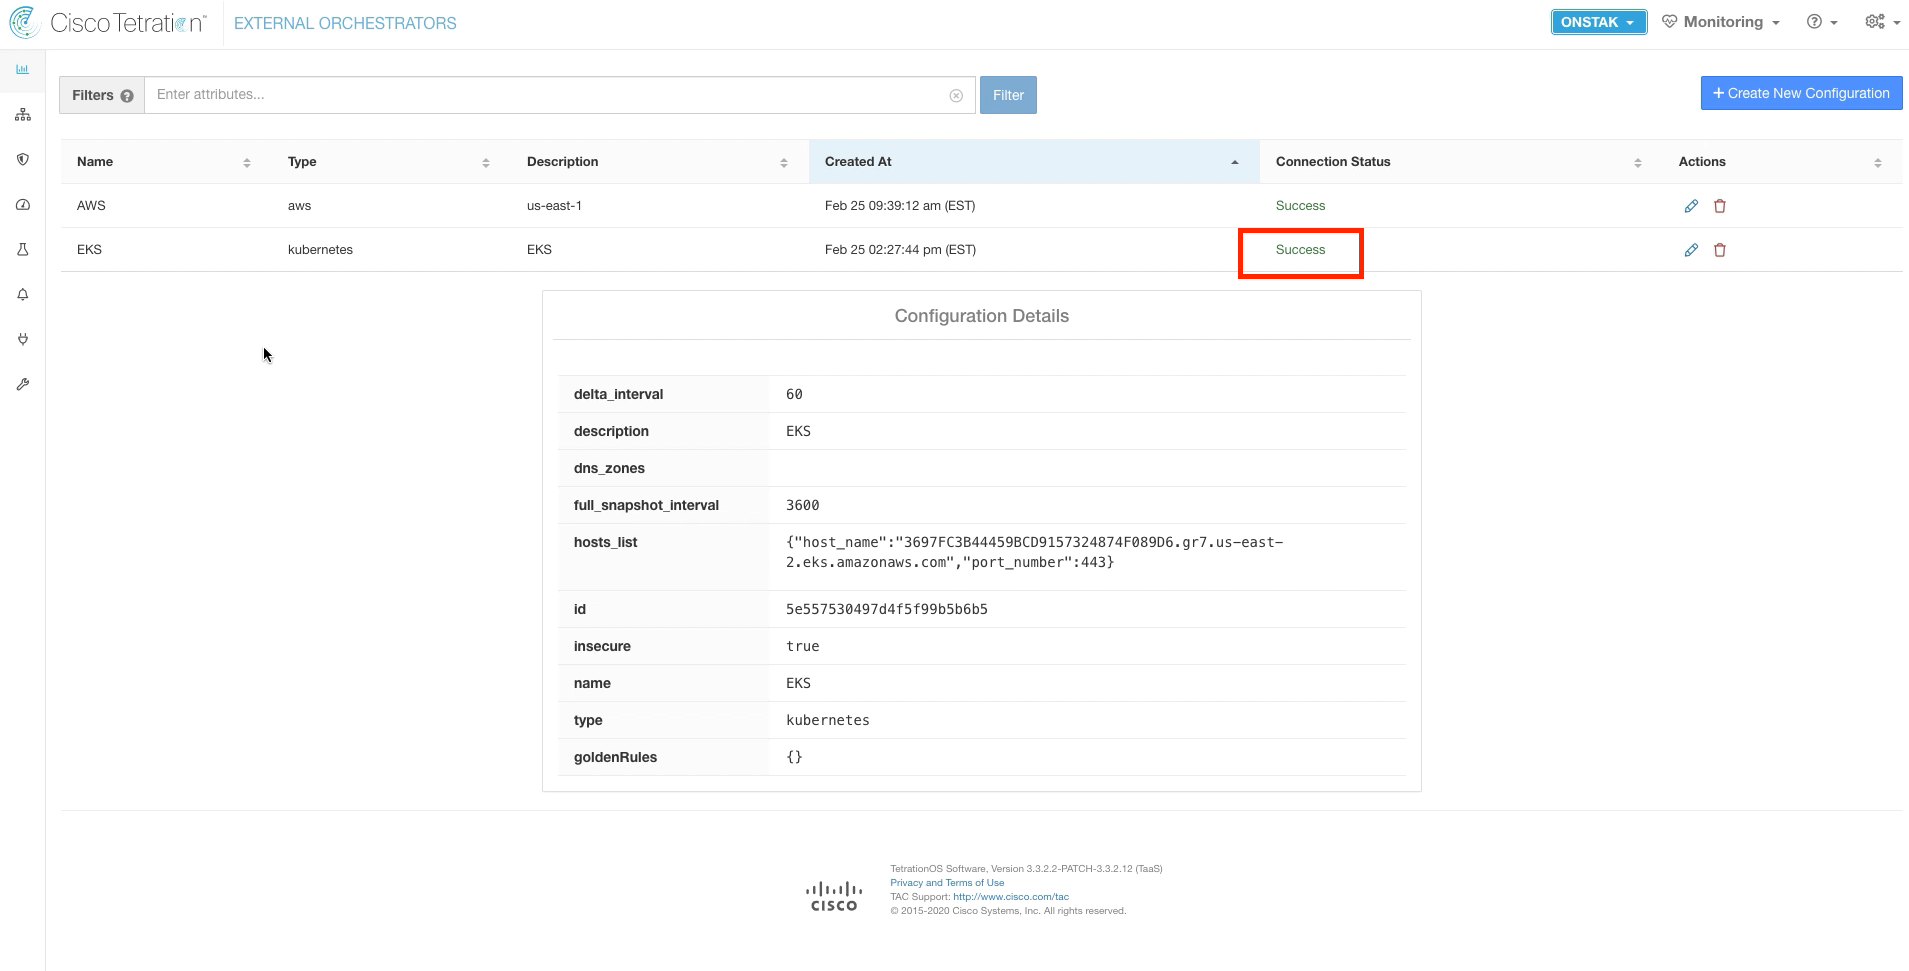 Cisco Tetration™ EXTERNAL ORCHESTRATORS ONSTAK Monitoring ?
Filters ? Enter attributes... Filter + Create New Configuration
Name Type Description Created At Connection Status Actions
AWS aws us-east-1 Feb 25 09:39:12 am (EST) Success
EKS kubernetes EKS Feb 25 02:27:44 pm (EST) Success
Configuration Details
delta_interval 60
description EKS
dns_zones
full_snapshot_interval 3600
hosts_list {"host_name":"3697FC3B44459BCD9157324874F089D6.gr7.us-east-
2.eks.amazonaws.com","port_number":443}
id 5e557530497d4f5f99b5b6b5
insecure true
name EKS
type kubernetes
goldenRules {}
TetrationOS Software, Version 3.3.2.2-PATCH-3.3.2.12 (TaaS)
Privacy and Terms of Use
TAC Support: http://www.cisco.com/tac
© 2015-2020 Cisco Systems, Inc. All rights reserved.
CISCO